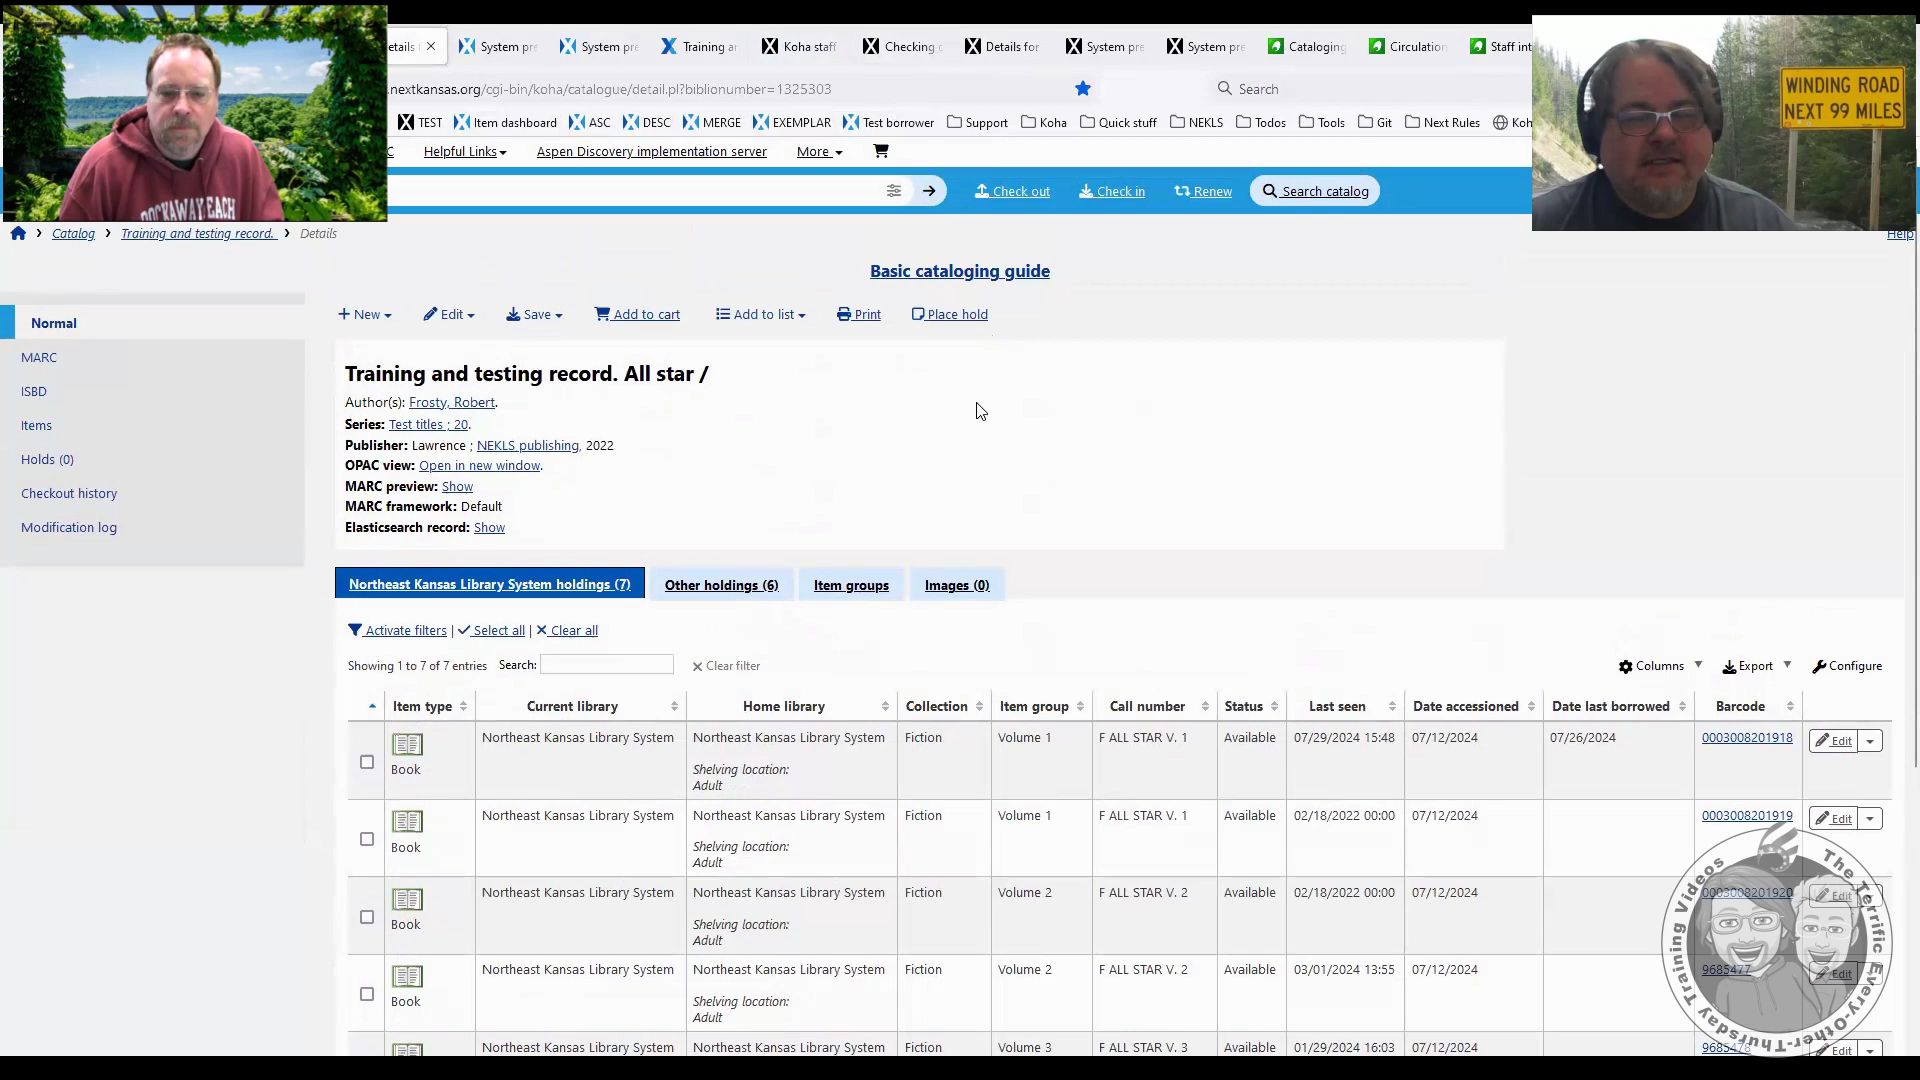 etails
System pre
System pre
Training ar
Koha staff
Checking o
Details for
System pre
System pre
Cataloging
Circulation
Staff int
.nextkansas.org/cgi-bin/koha/catalogue/detail.pl?biblionumber=1325303
Search
TEST
Item dashboard
ASC
DESC
MERGE
EXEMPLAR
Test borrower
Support
Koha
Quick stuff
NEKLS
Todos
Tools
Git
Next Rules
Koh
C
Helpful Links
Aspen Discovery implementation server
More
Check out
Check in
Renew
Search catalog
WINDING ROAD
NEXT 99 MILES
Catalog
Training and testing record.
Details
Help
Basic cataloging guide
Normal
MARC
ISBD
Items
Holds (0)
Checkout history
Modification log
New
Edit
Save
Add to cart
Add to list
Print
Place hold
Training and testing record. All star /
Author(s): Frosty, Robert.
Series: Test titles ; 20.
Publisher: Lawrence ; NEKLS publishing, 2022
OPAC view: Open in new window.
MARC preview: Show
MARC framework: Default
Elasticsearch record: Show
Northeast Kansas Library System holdings (7)
Other holdings (6)
Item groups
Images (0)
Activate filters | Select all | Clear all
Showing 1 to 7 of 7 entries Search: Clear filter
Columns
Export
Configure
Item type Current library Home library Collection Item group Call number Status Last seen Date accessioned Date last borrowed Barcode
Book Northeast Kansas Library System Northeast Kansas Library System Shelving location: Adult Fiction Volume 1 F ALL STAR V. 1 Available 07/29/2024 15:48 07/12/2024 07/26/2024 0003008201918 Edit
Book Northeast Kansas Library System Northeast Kansas Library System Shelving location: Adult Fiction Volume 1 F ALL STAR V. 1 Available 02/18/2022 00:00 07/12/2024 0003008201919 Edit
Book Northeast Kansas Library System Northeast Kansas Library System Shelving location: Adult Fiction Volume 2 F ALL STAR V. 2 Available 02/18/2022 00:00 07/12/2024 0003008201920 Edit
Book Northeast Kansas Library System Northeast Kansas Library System Shelving location: Adult Fiction Volume 2 F ALL STAR V. 2 Available 03/01/2024 13:55 07/12/2024 9685477 Edit
Northeast Kansas Library System Northeast Kansas Library System Fiction Volume 3 F ALL STAR V. 3 Available 01/29/2024 16:03 07/12/2024 9685478 Edit
The Terrific Every-Other-Thursday Training Videos